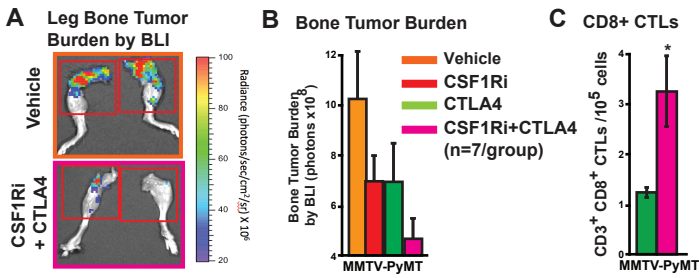 A
Leg Bone Tumor
Burden by BLI
Vehicle
CSF1Ri
+ CTLA4
100
80
60
40
20
Radiance (photons/sec/cm²/sr) X 10⁶
B Bone Tumor Burden
Bone Tumor Burden
by BLI (photons x10⁸)
12
10
8
6
4
Vehicle
CSF1Ri
CTLA4
CSF1Ri+CTLA4
(n=7/group)
MMTV-PyMT
C CD8+ CTLs
CD3⁺ CD8⁺ CTLs /10⁵ cells
4
3
2
1
0
*
MMTV-PyMT